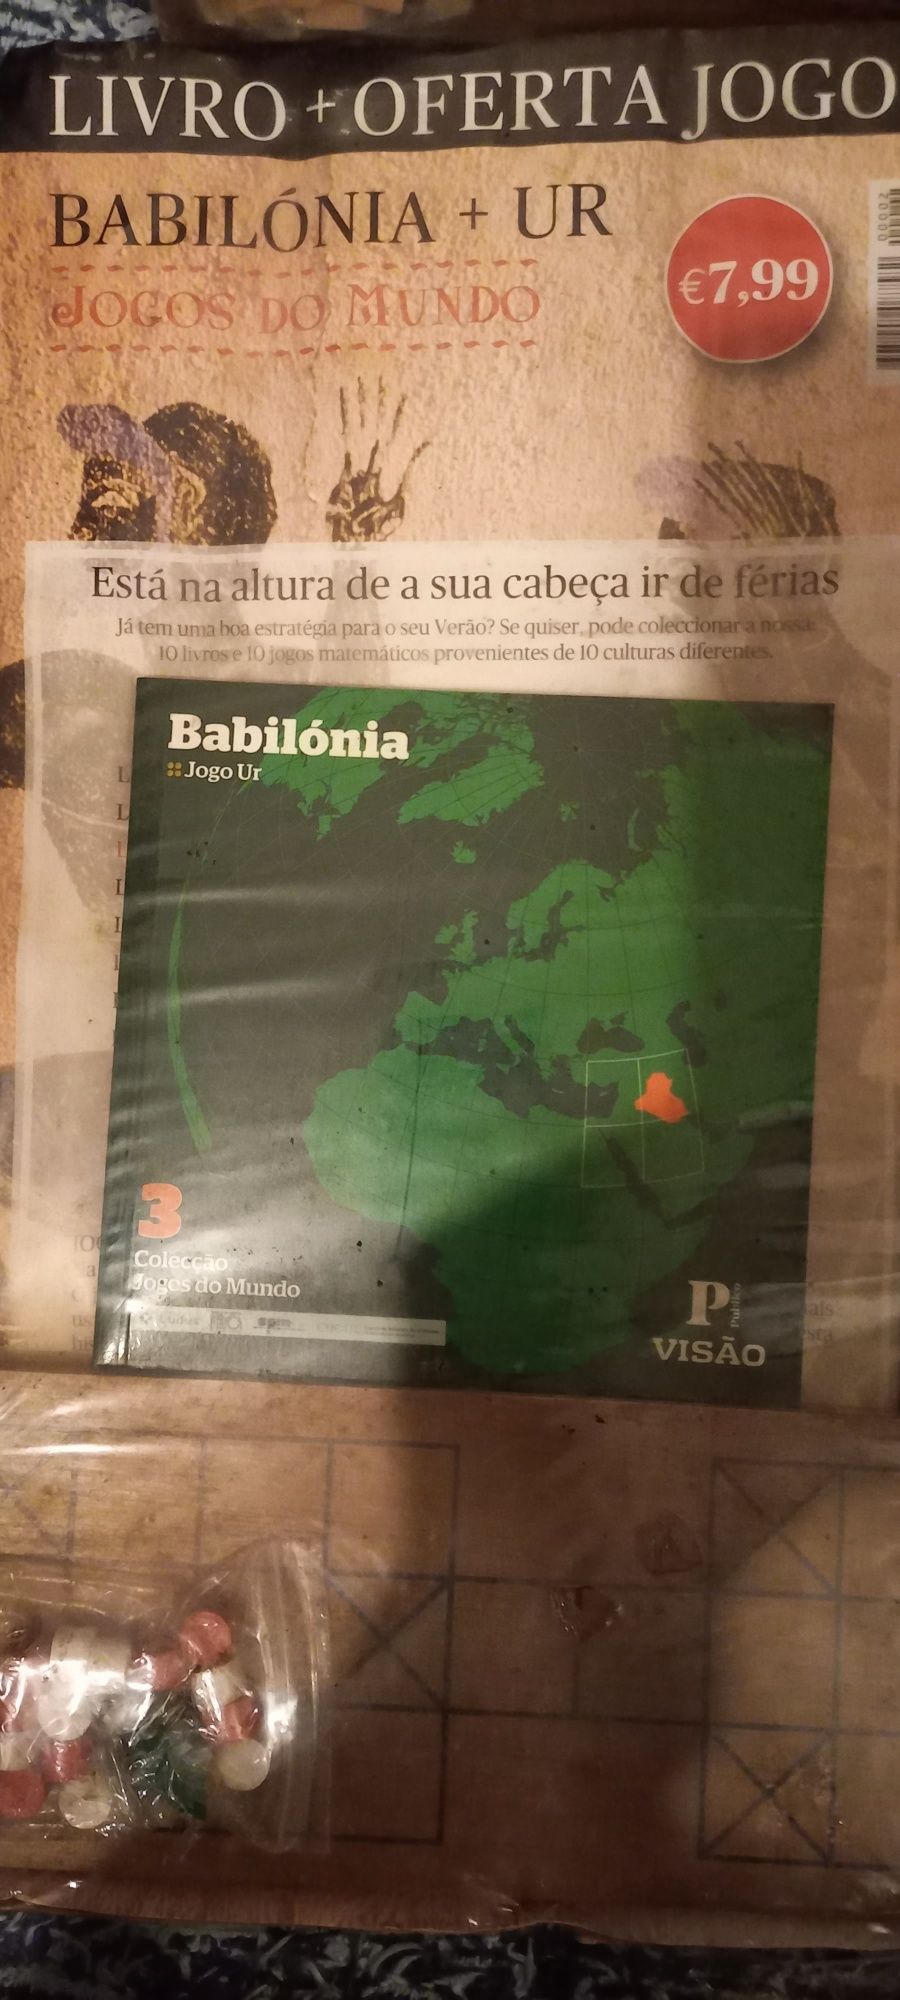 LIVRO + OFERTA JOGO
BABILÓNIA + UR
JOGOS DO MUNDO
€7,99
00002
Está na altura de a sua cabeça ir de férias
Já tem uma boa estratégia para o seu Verão? Se quiser, pode coleccionar a nossa:
10 livros e 10 jogos matemáticos provenientes de 10 culturas diferentes.
Babilónia
Jogo Ur
3
Colecção
Jogos do Mundo
P Público
VISÃO